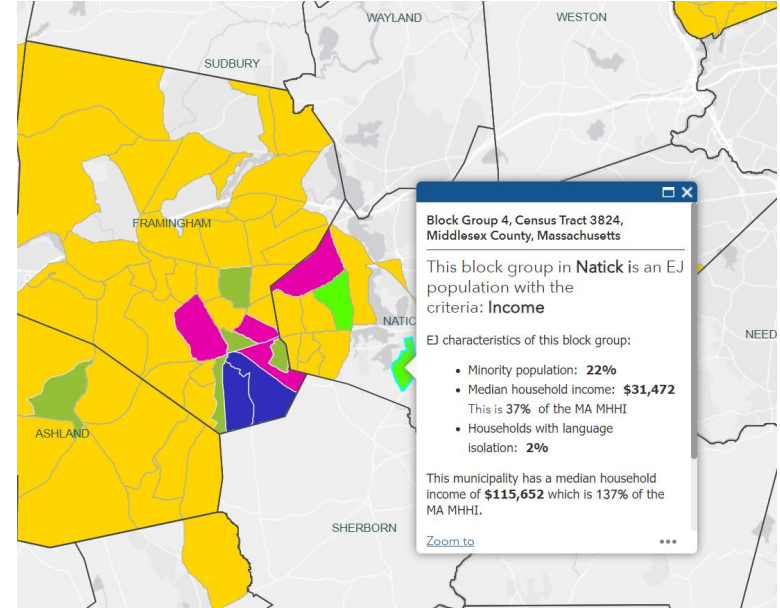 WAYLAND
WESTON
SUDBURY
FRAMINGHAM
Block Group 4, Census Tract 3824,
Middlesex County, Massachusetts
This block group in Natick is an EJ
population with the
criteria: Income
EJ characteristics of this block group:
• Minority population: 22%
• Median household income: $31,472
This is 37% of the MA MHHI
• Households with language
isolation: 2%
This municipality has a median household
income of $115,652 which is 137% of the
MA MHHI.
Zoom to
NATIC
NEED
ASHLAND
SHERBORN